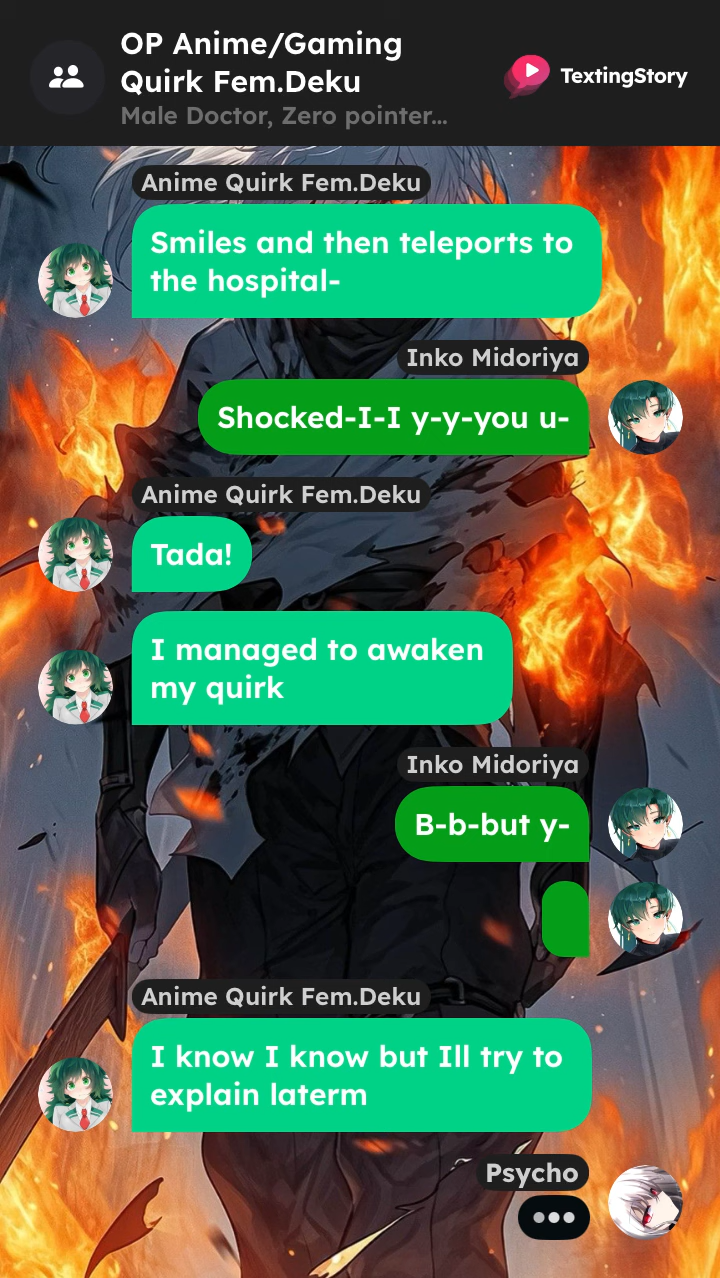 OP Anime/Gaming
Quirk Fem.Deku
Male Doctor, Zero pointer...
TextingStory
Anime Quirk Fem.Deku
Smiles and then teleports to
the hospital-
Inko Midoriya
Shocked-I-I y-y-you u-
Anime Quirk Fem.Deku
Tada!
I managed to awaken
my quirk
Inko Midoriya
B-b-but y-
Anime Quirk Fem.Deku
I know I know but Ill try to
explain laterm
Psycho